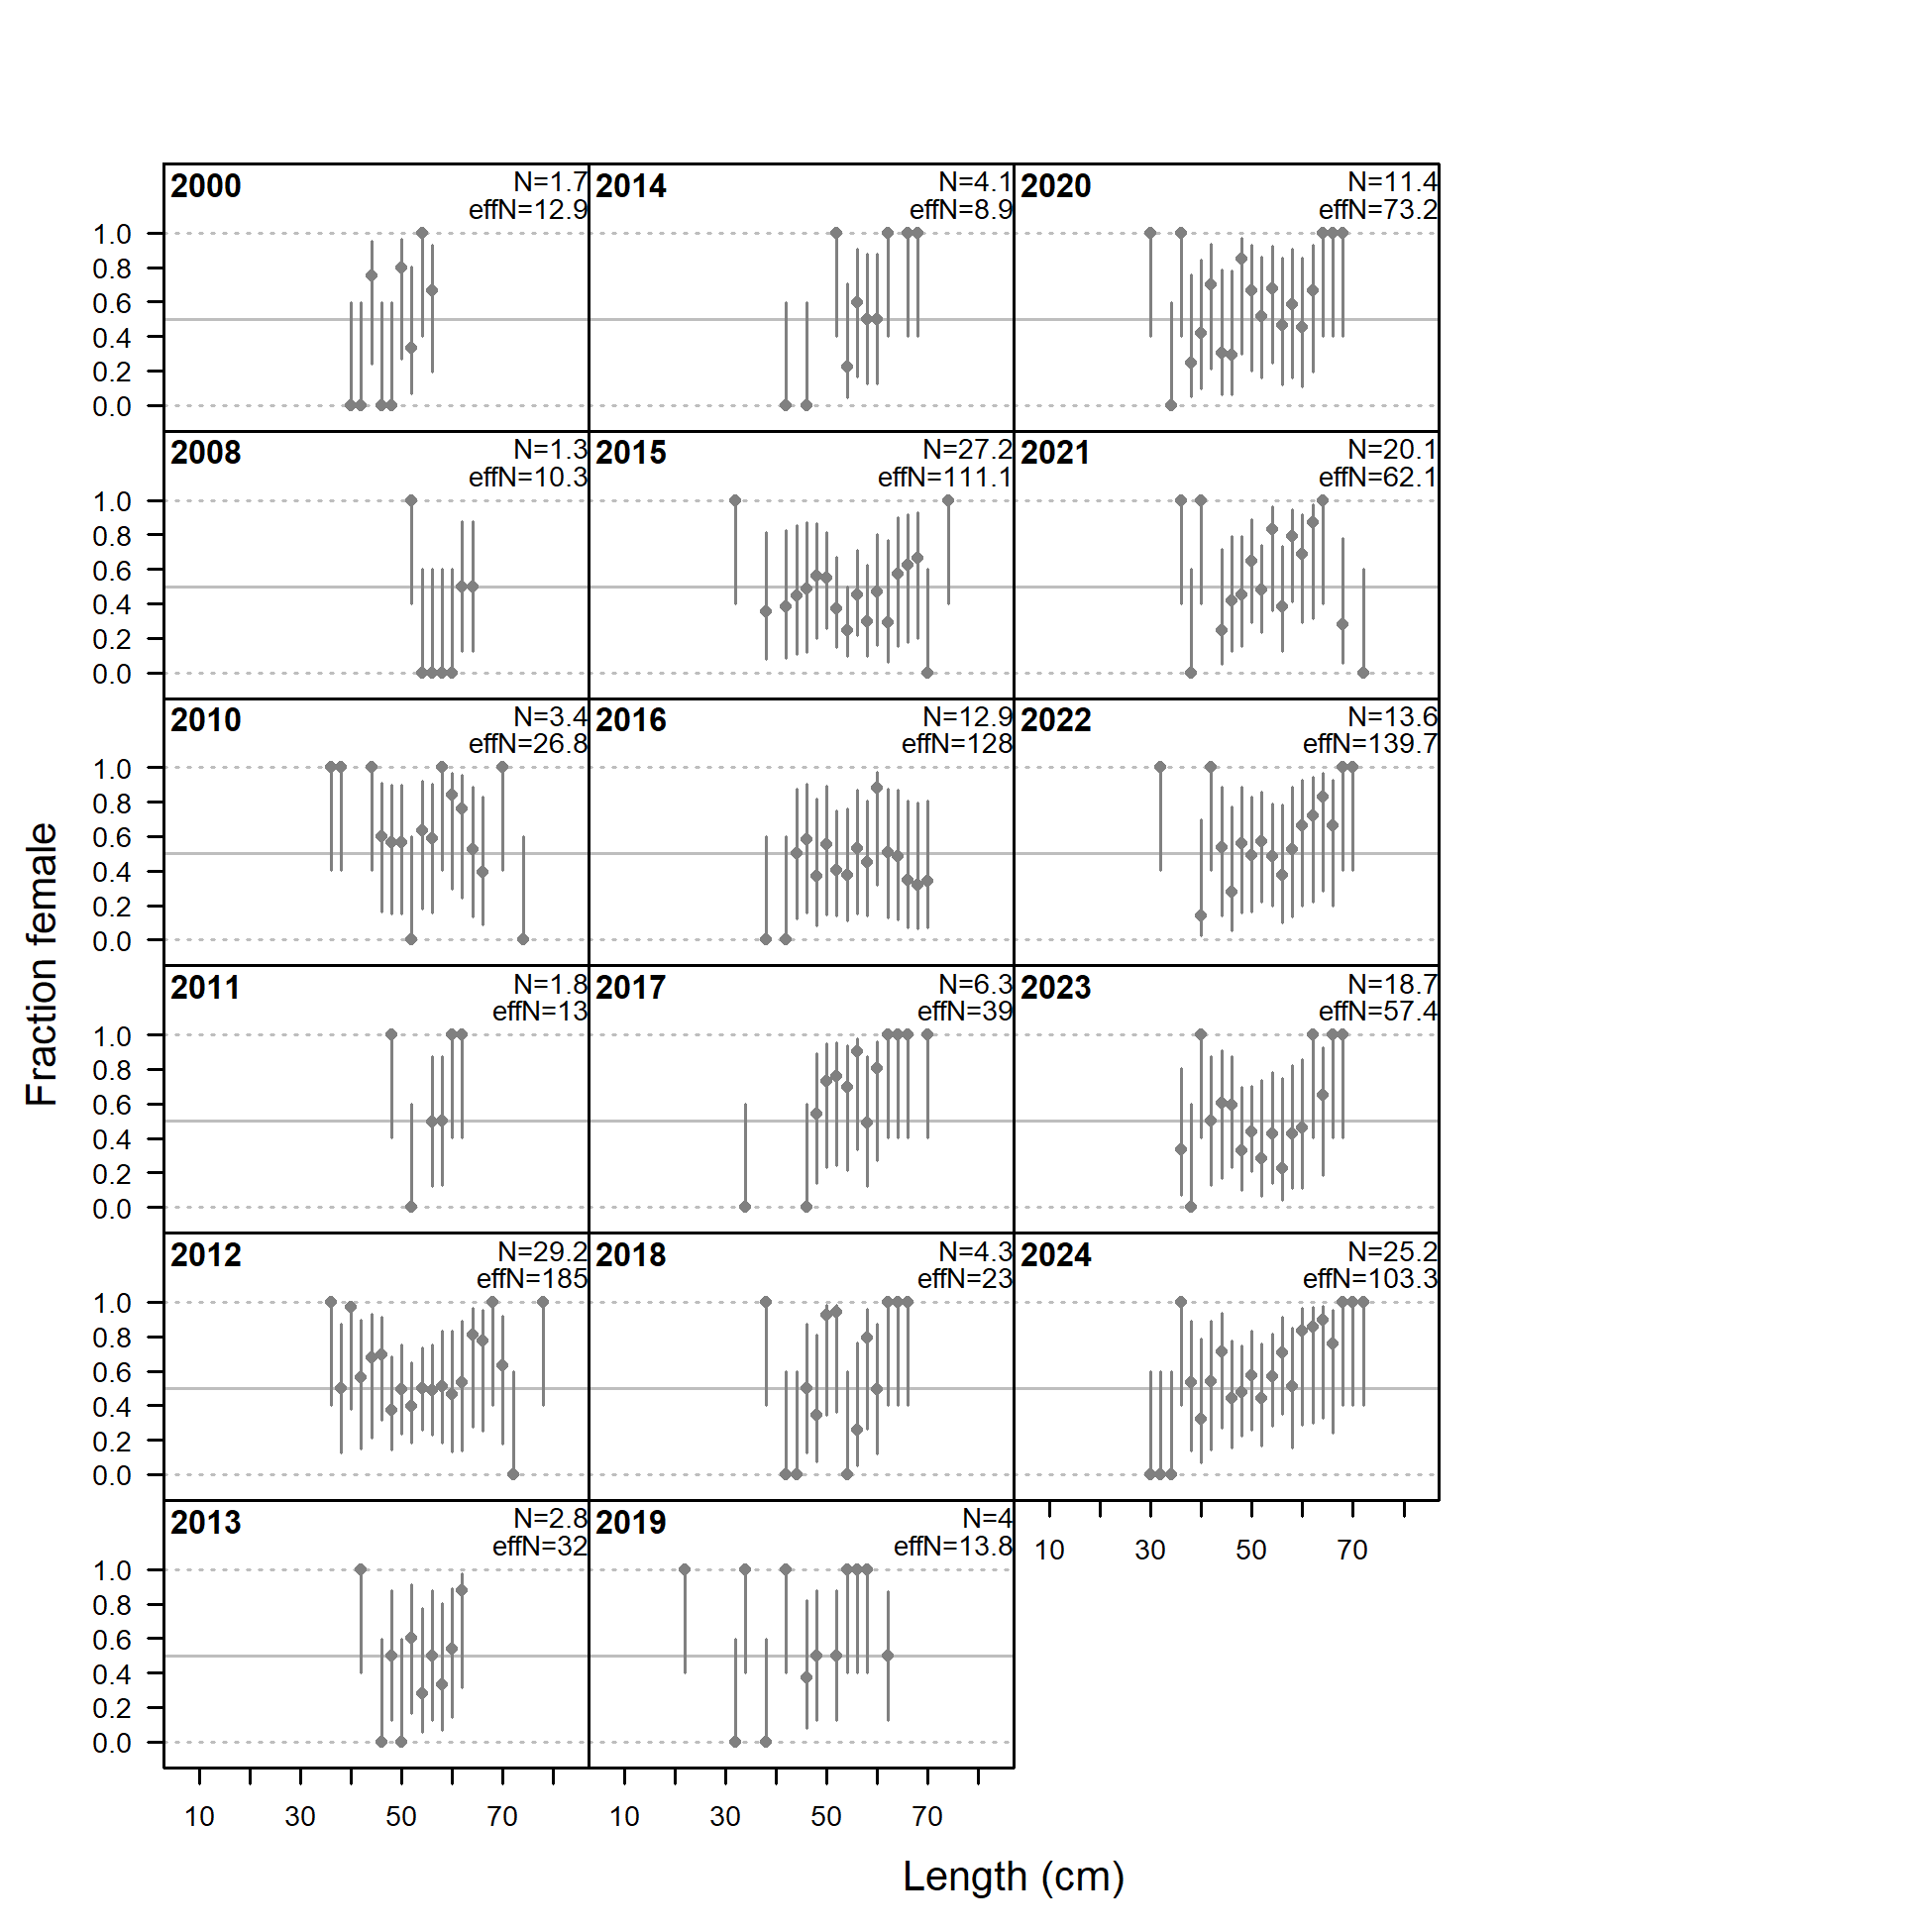 2000
N=1.7
effN=12.9
2014
N=4.1
effN=8.9
2020
N=11.4
effN=73.2
1.0
0.8
0.6
0.4
0.2
0.0
2008
N=1.3
effN=10.3
2015
N=27.2
effN=111.1
2021
N=20.1
effN=62.1
1.0
0.8
0.6
0.4
0.2
0.0
2010
N=3.4
effN=26.8
2016
N=12.9
effN=128
2022
N=13.6
effN=139.7
1.0
0.8
0.6
0.4
0.2
0.0
2011
N=1.8
effN=13
2017
N=6.3
effN=39
2023
N=18.7
effN=57.4
1.0
0.8
0.6
0.4
0.2
0.0
2012
N=29.2
effN=185
2018
N=4.3
effN=23
2024
N=25.2
effN=103.3
1.0
0.8
0.6
0.4
0.2
0.0
2013
N=2.8
effN=32
2019
N=4
effN=13.8
10 30 50 70
1.0
0.8
0.6
0.4
0.2
0.0
10 30 50 70
10 30 50 70
Fraction female
Length (cm)